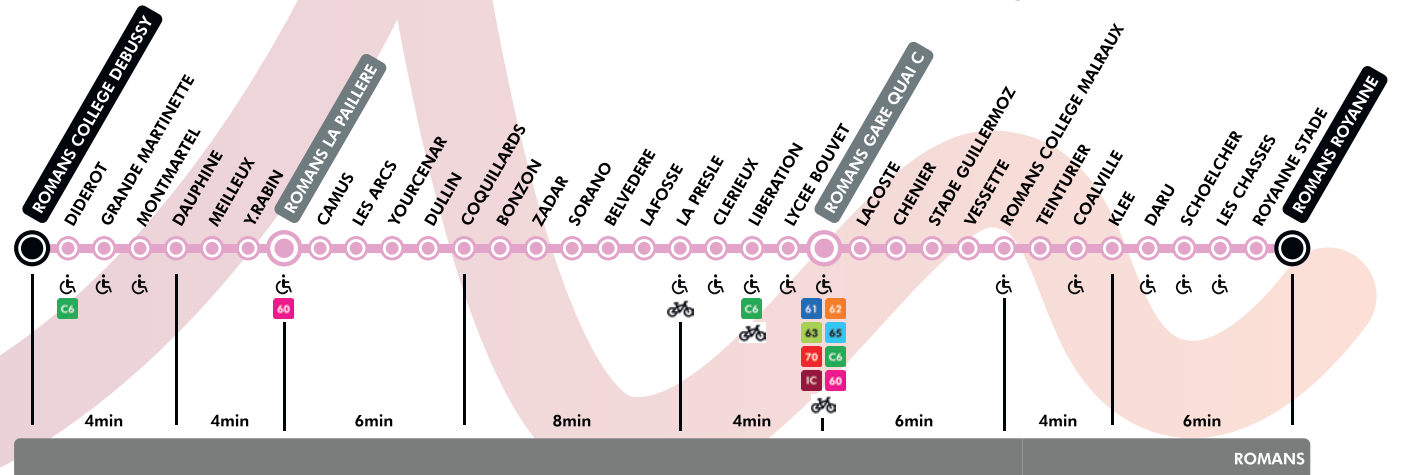 ROMANS COLLEGE DEBUSSY
DIDEROT
GRANDE MARTINETTE
MONTMARTEL
DAUPHINE
MEILLEUX
Y.RABIN
ROMANS LA PAILLERE
CAMUS
LES ARCS
YOURCENAR
DULLIN
COQUILLARDS
BONZON
ZADAR
SORANO
BELVEDERE
LAFOSSE
LA PRESLE
CLERIEUX
LIBERATION
LYCEE BOUVET
ROMANS GARE QUAI C
LACOSTE
CHENIER
STADE GUILLERMOZ
VESSETTE
ROMANS COLLEGE MALRAUX
TEINTURIER
COALVILLE
KLEE
DARU
SCHOELCHER
LES CHASSES
ROYANNE STADE
ROMANS ROYANNE
C6
60
C6
61 62
63 65
70 C6
IC 60
4min
4min
6min
8min
4min
6min
4min
6min
ROMANS